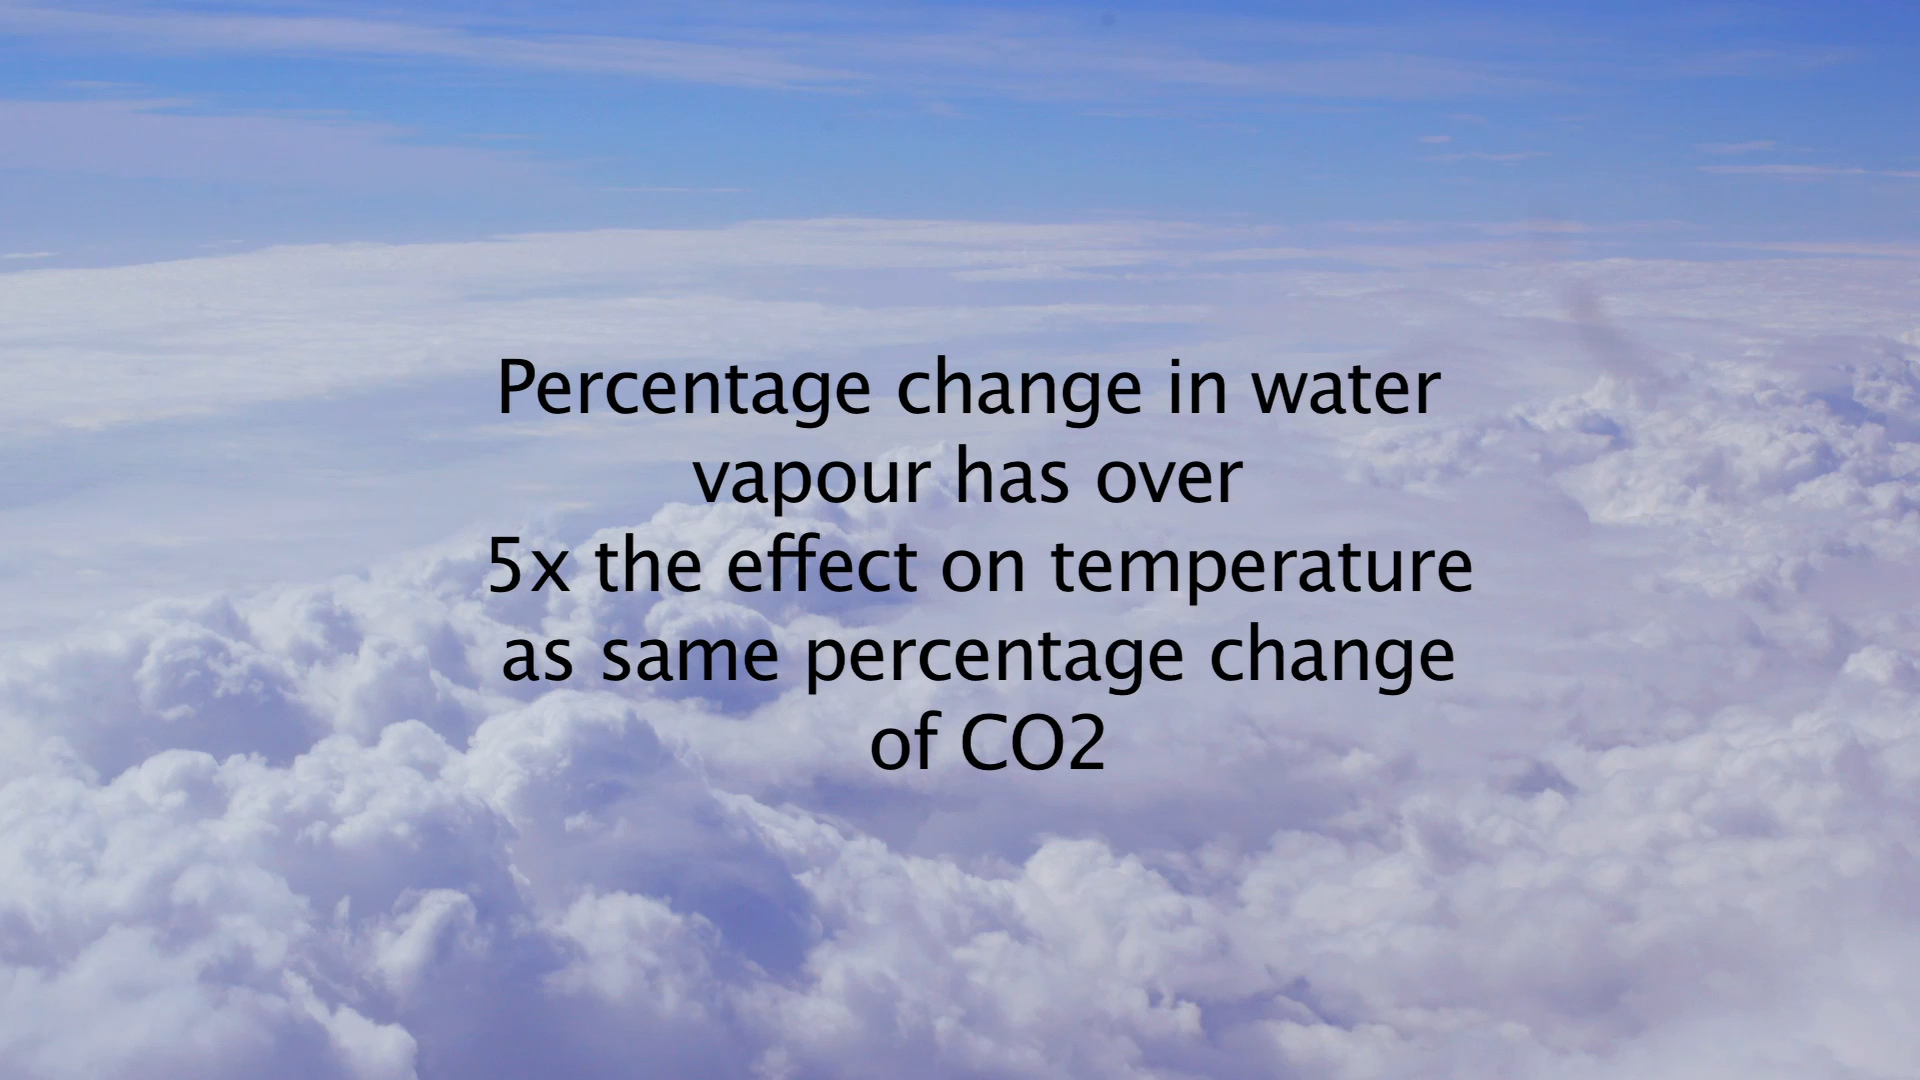 Percentage change in water
vapour has over
5x the effect on temperature
as same percentage change
of CO2